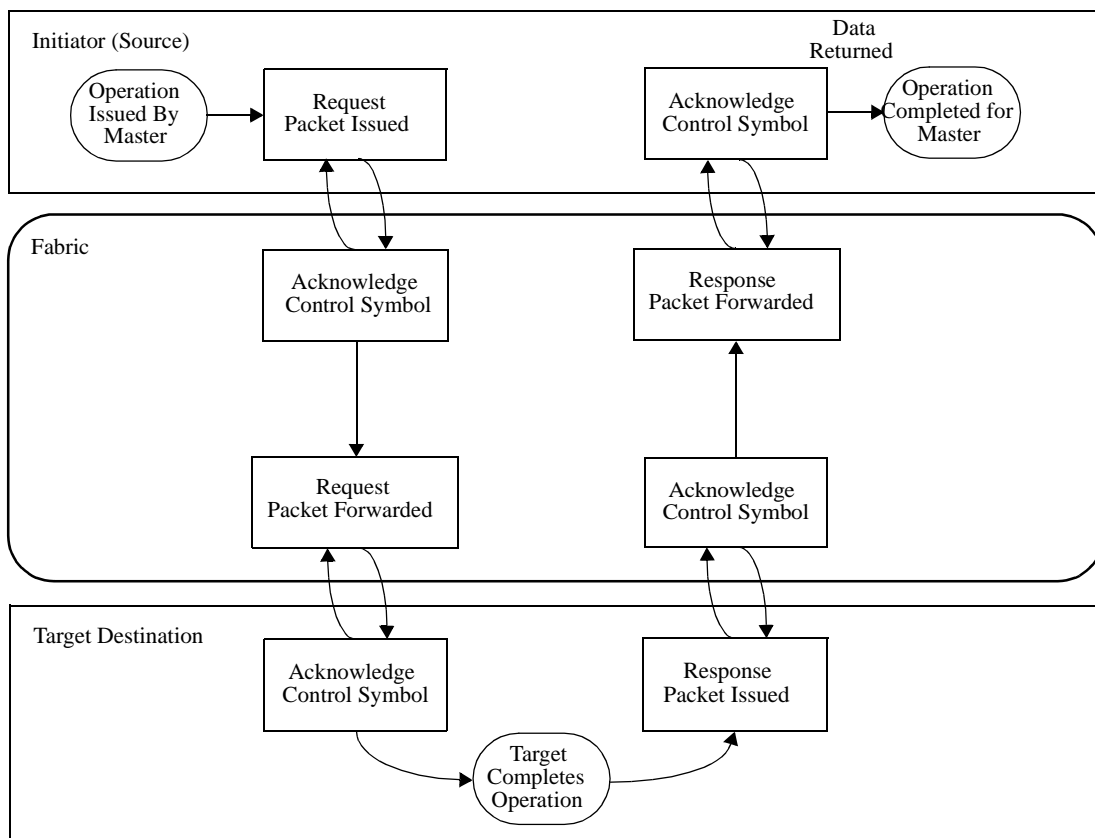 Initiator (Source)
Data
Returned
Operation
Issued By
Master
Request
Packet Issued
Acknowledge
Control Symbol
Operation
Completed for
Master
Fabric
Acknowledge
Control Symbol
Response
Packet Forwarded
Request
Packet Forwarded
Acknowledge
Control Symbol
Target Destination
Acknowledge
Control Symbol
Response
Packet Issued
Target
Completes
Operation